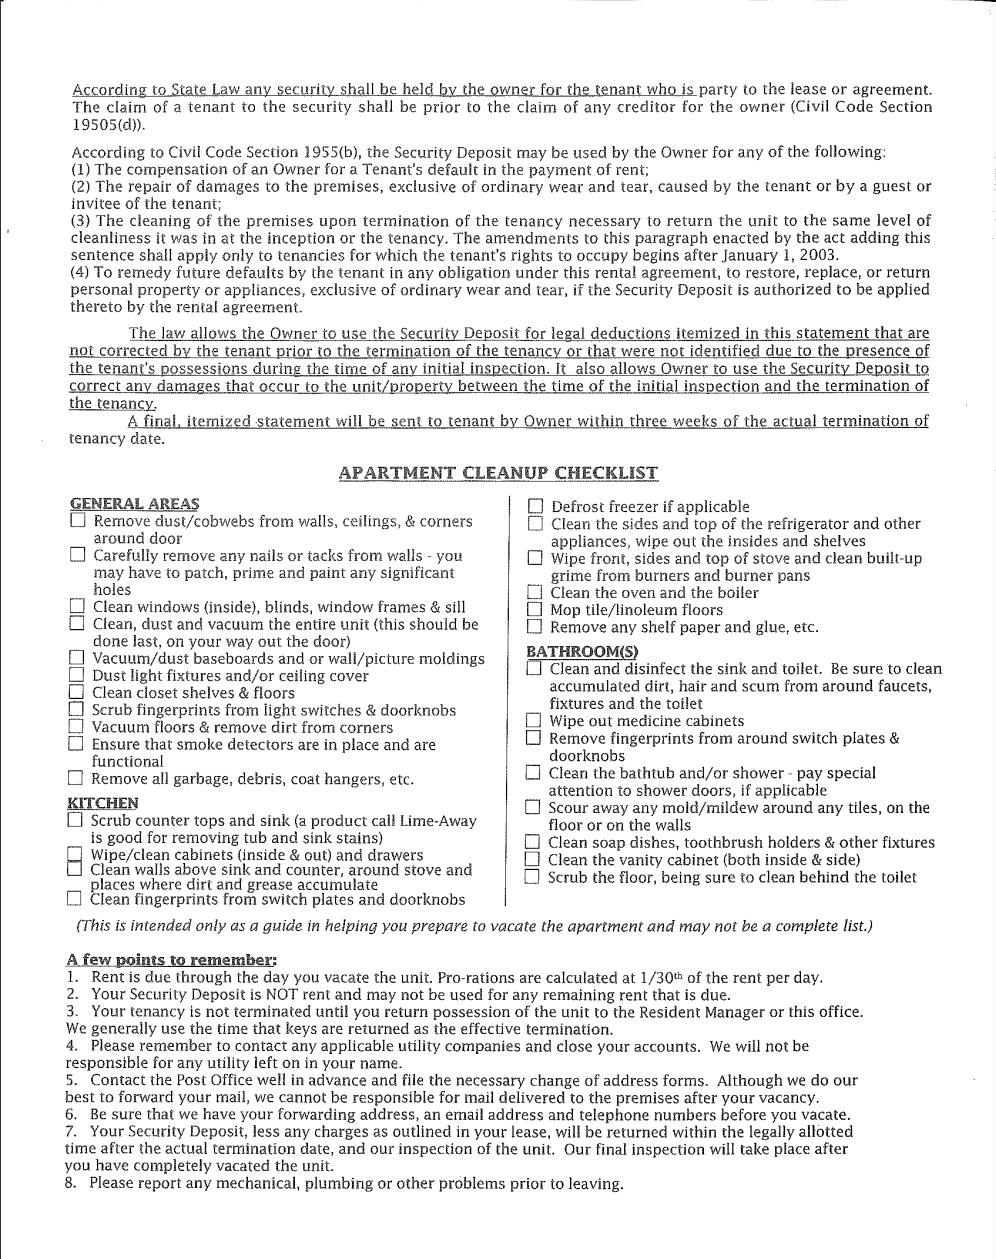 According to State Law any security shall be held by the owner for the tenant who is party to the lease or agreement.
The claim of a tenant to the security shall be prior to the claim of any creditor for the owner (Civil Code Section
19505(d)).
According to Civil Code Section 1955(b), the Security Deposit may be used by the Owner for any of the following:
(1) The compensation of an Owner for a Tenant's default in the payment of rent;
(2) The repair of damages to the premises, exclusive of ordinary wear and tear, caused by the tenant or by a guest or
invitee of the tenant;
(3) The cleaning of the premises upon termination of the tenancy necessary to return the unit to the same level of
cleanliness it was in at the inception or the tenancy. The amendments to this paragraph enacted by the act adding this
sentence shall apply only to tenancies for which the tenant's rights to occupy begins after January 1, 2003.
(4) To remedy future defaults by the tenant in any obligation under this rental agreement, to restore, replace, or return
personal property or appliances, exclusive of ordinary wear and tear, if the Security Deposit is authorized to be applied
thereto by the rental agreement.
The law allows the Owner to use the Security Deposit for legal deductions itemized in this statement that are
not corrected by the tenant prior to the termination of the tenancy or that were not identified due to the presence of
the tenant's possessions during the time of any initial inspection. It also allows Owner to use the Security Deposit to
correct any damages that occur to the unit/property between the time of the initial inspection and the termination of
the tenancy.
A final, itemized statement will be sent to tenant by Owner within three weeks of the actual termination of
tenancy date.
APARTMENT CLEANUP CHECKLIST
GENERAL AREAS
Remove dust/cobwebs from walls, ceilings, & corners
around door
Carefully remove any nails or tacks from walls - you
may have to patch, prime and paint any significant
holes
Clean windows (inside), blinds, window frames & sill
Clean, dust and vacuum the entire unit (this should be
done last, on your way out the door)
Vacuum/dust baseboards and or wall/picture moldings
Dust light fixtures and/or ceiling cover
Clean closet shelves & floors
Scrub fingerprints from light switches & doorknobs
Vacuum floors & remove dirt from corners
Ensure that smoke detectors are in place and are
functional
Remove all garbage, debris, coat hangers, etc.
KITCHEN
Scrub counter tops and sink (a product call Lime-Away
is good for removing tub and sink stains)
Wipe/clean cabinets (inside & out) and drawers
Clean walls above sink and counter, around stove and
places where dirt and grease accumulate
Clean fingerprints from switch plates and doorknobs
Defrost freezer if applicable
Clean the sides and top of the refrigerator and other
appliances, wipe out the insides and shelves
Wipe front, sides and top of stove and clean built-up
grime from burners and burner pans
Clean the oven and the boiler
Mop tile/linoleum floors
Remove any shelf paper and glue, etc.
BATHROOM(S)
Clean and disinfect the sink and toilet. Be sure to clean
accumulated dirt, hair and scum from around faucets,
fixtures and the toilet
Wipe out medicine cabinets
Remove fingerprints from around switch plates &
doorknobs
Clean the bathtub and/or shower - pay special
attention to shower doors, if applicable
Scour away any mold/mildew around any tiles, on the
floor or on the walls
Clean soap dishes, toothbrush holders & other fixtures
Clean the vanity cabinet (both inside & side)
Scrub the floor, being sure to clean behind the toilet
(This is intended only as a guide in helping you prepare to vacate the apartment and may not be a complete list.)
A few points to remember:
1. Rent is due through the day you vacate the unit. Pro-rations are calculated at 1/30th of the rent per day.
2. Your Security Deposit is NOT rent and may not be used for any remaining rent that is due.
3. Your tenancy is not terminated until you return possession of the unit to the Resident Manager or this office.
We generally use the time that keys are returned as the effective termination.
4. Please remember to contact any applicable utility companies and close your accounts. We will not be
responsible for any utility left on in your name.
5. Contact the Post Office well in advance and file the necessary change of address forms. Although we do our
best to forward your mail, we cannot be responsible for mail delivered to the premises after your vacancy.
6. Be sure that we have your forwarding address, an email address and telephone numbers before you vacate.
7. Your Security Deposit, less any charges as outlined in your lease, will be returned within the legally allotted
time after the actual termination date, and our inspection of the unit. Our final inspection will take place after
you have completely vacated the unit.
8. Please report any mechanical, plumbing or other problems prior to leaving.